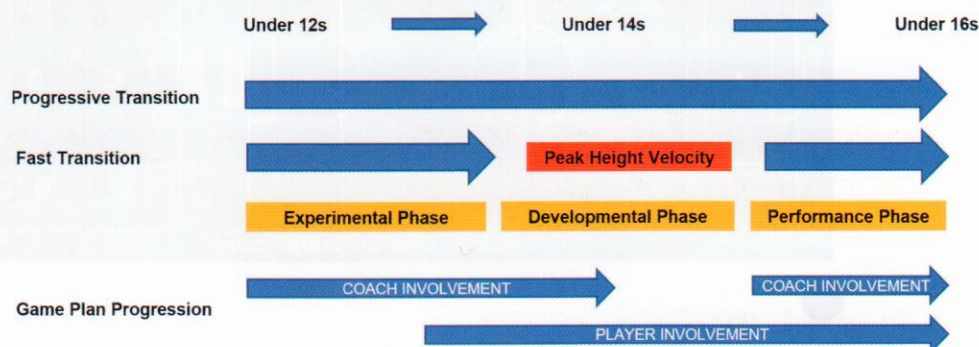 Under 12s Under 14s Under 16s
Progressive Transition
Fast Transition Peak Height Velocity
Experimental Phase Developmental Phase Performance Phase
COACH INVOLVEMENT COACH INVOLVEMENT
Game Plan Progression
PLAYER INVOLVEMENT